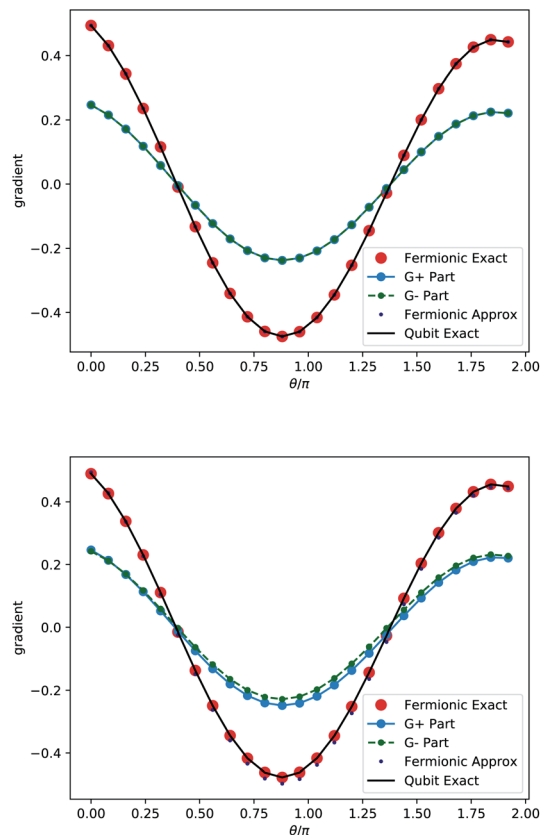 0.4
0.2
0.0
−0.2
−0.4
gradient
Fermionic Exact
G+ Part
G- Part
Fermionic Approx
Qubit Exact
0.00 0.25 0.50 0.75 1.00 1.25 1.50 1.75 2.00
θ/π
0.4
0.2
0.0
−0.2
−0.4
gradient
Fermionic Exact
G+ Part
G- Part
Fermionic Approx
Qubit Exact
0.00 0.25 0.50 0.75 1.00 1.25 1.50 1.75 2.00
θ/π